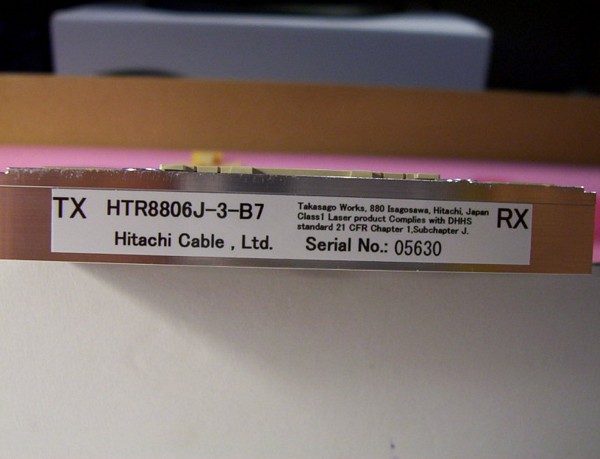 TX
HTR8806J-3-B7
Hitachi Cable , Ltd.
Takasago Works, 880 Isagosawa, Hitachi, Japan
Class1 Laser product Complies with DHHS
standard 21 CFR Chapter 1,Subchapter J.
Serial No.: 05630
RX